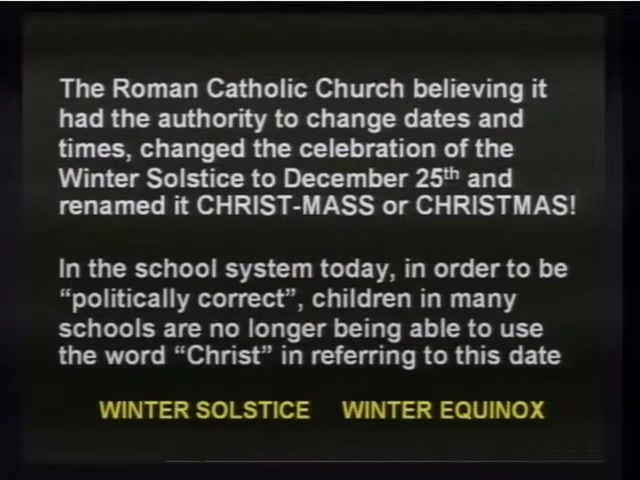 The Roman Catholic Church believing it
had the authority to change dates and
times, changed the celebration of the
Winter Solstice to December 25th and
renamed it CHRIST-MASS or CHRISTMAS!
In the school system today, in order to be
“politically correct”, children in many
schools are no longer being able to use
the word “Christ” in referring to this date
WINTER SOLSTICE WINTER EQUINOX